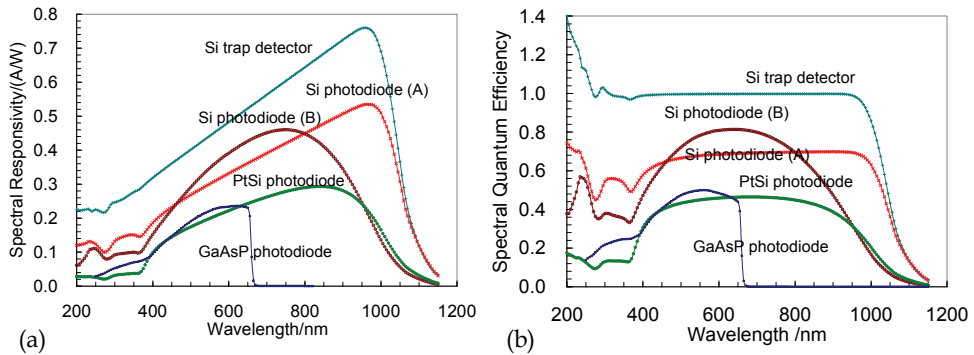 0.8
0.7
0.6
0.5
0.4
0.3
0.2
0.1
0.0
Spectral Responsivity/(A/W)
Si trap detector
Si photodiode (A)
Si photodiode (B)
PtSi photodiode
GaAsP photodiode
200 400 600 800 1000 1200
Wavelength/nm
(a)
1.4
1.2
1.0
0.8
0.6
0.4
0.2
0.0
Spectral Quantum Efficiency
Si trap detector
Si photodiode (B)
Si photodiode (A)
PtSi photodiode
GaAsP photodiode
200 400 600 800 1000 1200
Wavelength /nm
(b)